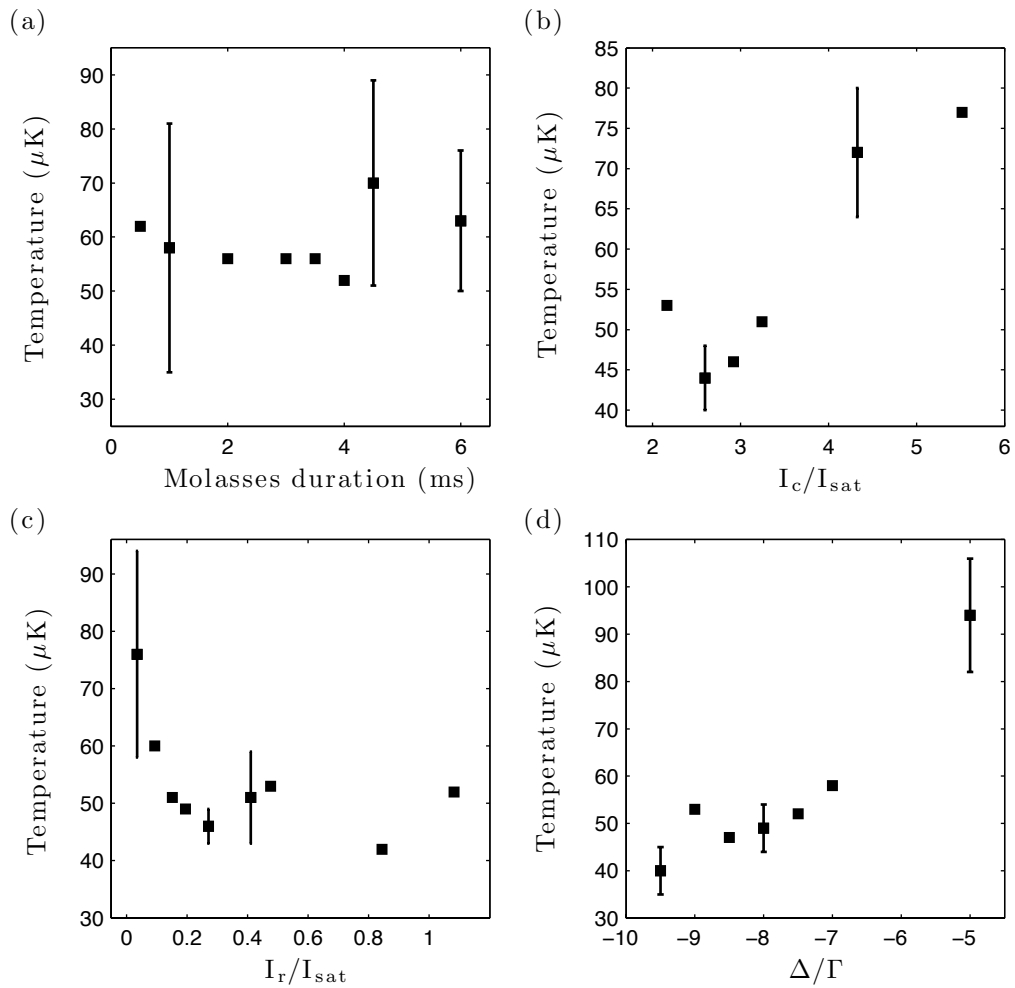 (a)
90
80
70
60
50
40
30
Temperature (μK)
0 2 4 6
Molasses duration (ms)
(b)
85
80
75
70
65
60
55
50
45
40
Temperature (μK)
2 3 4 5 6
I_c/I_sat
(c)
90
80
70
60
50
40
30
Temperature (μK)
0 0.2 0.4 0.6 0.8 1
I_r/I_sat
(d)
110
100
90
80
70
60
50
40
30
Temperature (μK)
−10 −9 −8 −7 −6 −5
Δ/Γ